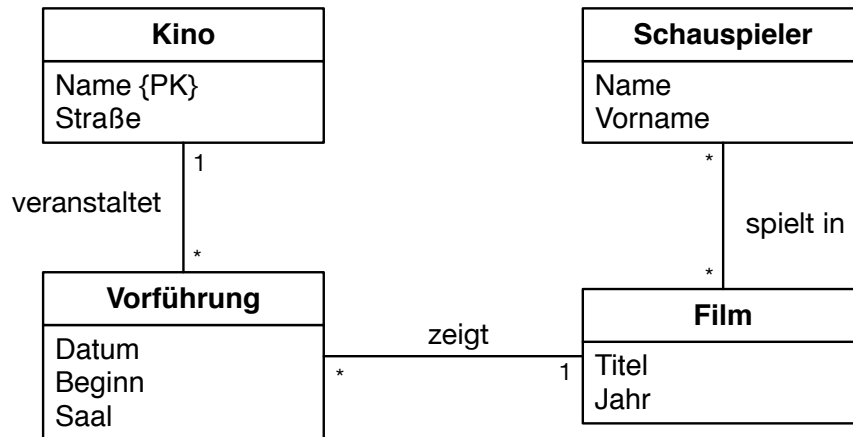 Kino
Name {PK}
Straße
Schauspieler
Name
Vorname
1
veranstaltet
*
*
spielt in
*
Vorführung
Datum
Beginn
Saal
zeigt
*
1
Film
Titel
Jahr